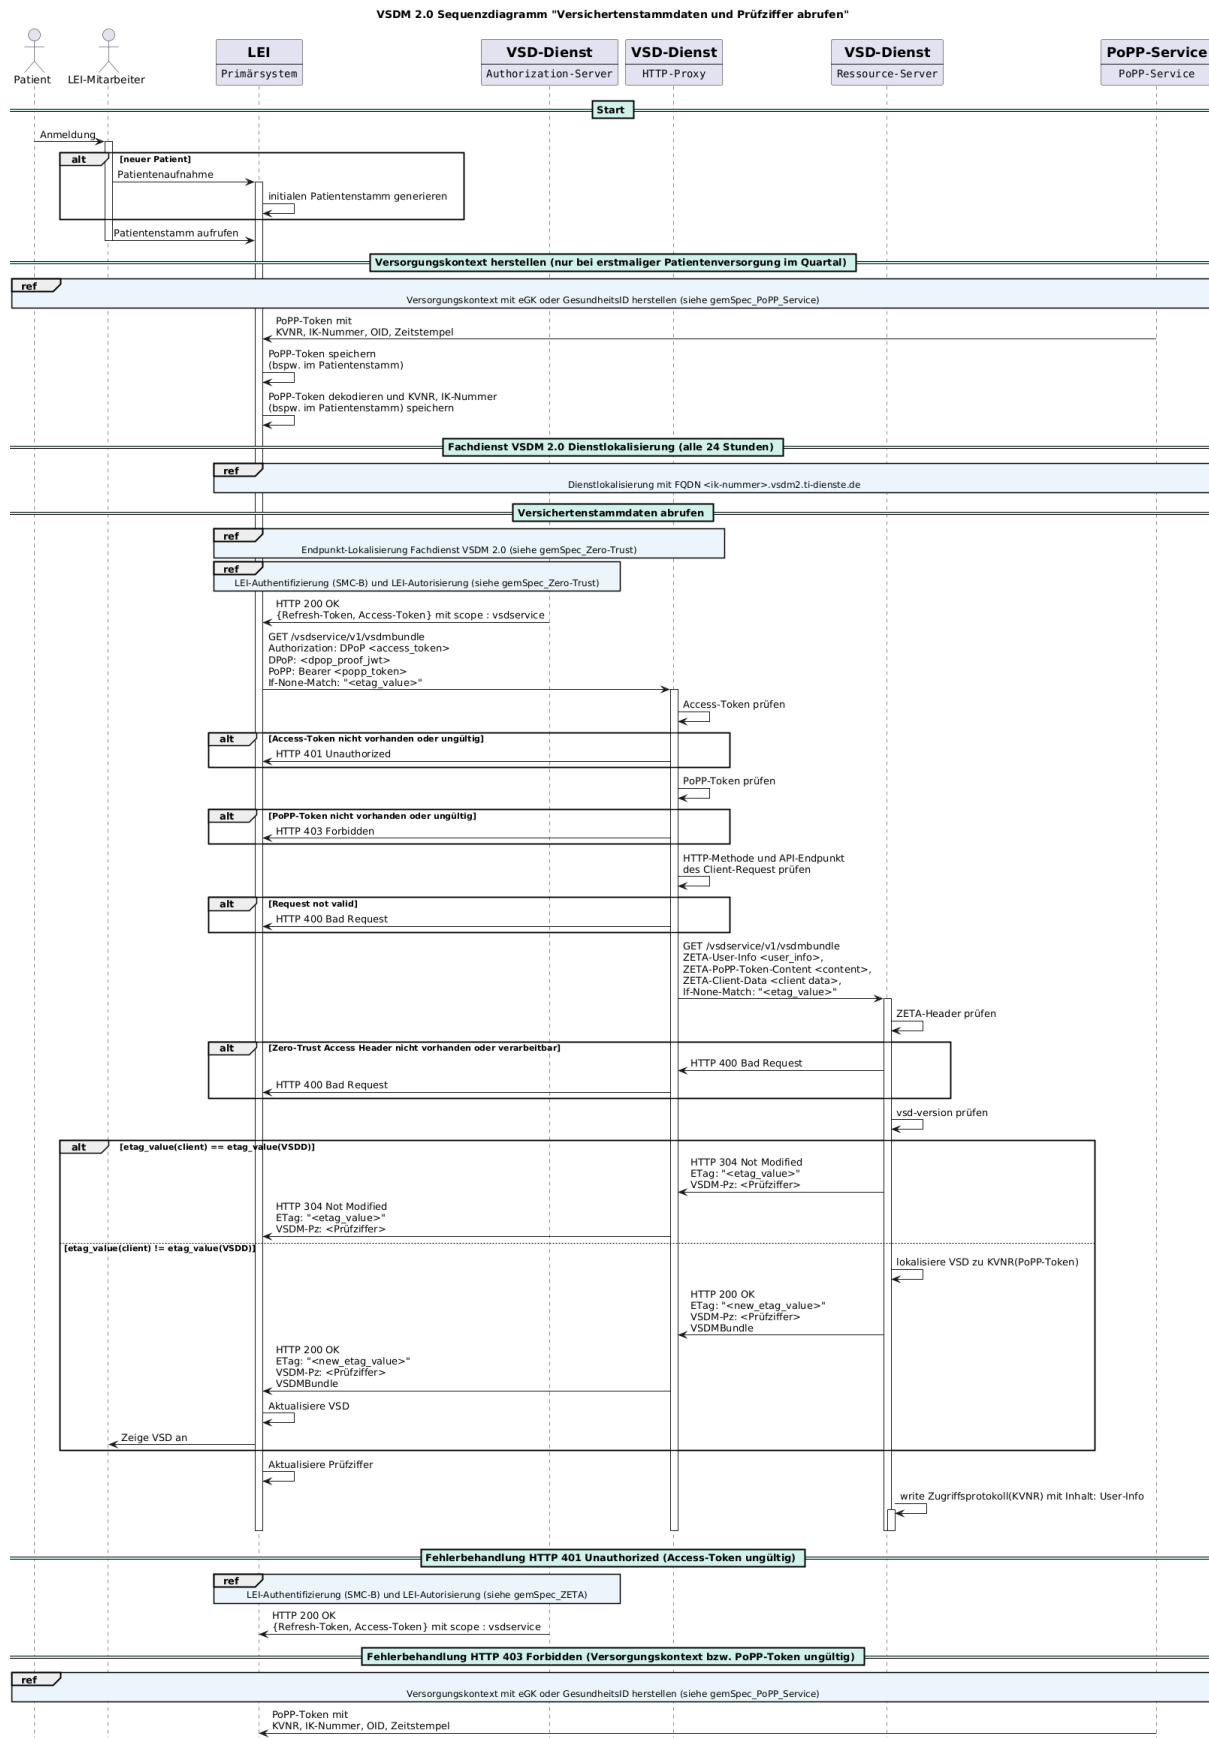 VSDM 2.0 Sequenzdiagramm "Versichertenstammdaten und Prüfziffer abrufen"
Patient
LEI-Mitarbeiter
LEI
Primärsystem
VSD-Dienst
Authorization-Server
VSD-Dienst
HTTP-Proxy
VSD-Dienst
Ressource-Server
PoPP-Service
PoPP-Service
Start
Anmeldung
alt [neuer Patient]
Patientenaufnahme
initialen Patientenstamm generieren
Patientenstamm aufrufen
Versorgungskontext herstellen (nur bei erstmaliger Patientenversorgung im Quartal)
ref
Versorgungskontext mit eGK oder GesundheitsID herstellen (siehe gemSpec_PoPP_Service)
PoPP-Token mit
KVNR, IK-Nummer, OID, Zeitstempel
PoPP-Token speichern
(bspw. im Patientenstamm)
PoPP-Token dekodieren und KVNR, IK-Nummer
(bspw. im Patientenstamm) speichern
Fachdienst VSDM 2.0 Dienstlokalisierung (alle 24 Stunden)
ref
Dienstlokalisierung mit FQDN <ik-nummer>.vsdm2.ti-dienste.de
Versichertenstammdaten abrufen
ref
Endpunkt-Lokalisierung Fachdienst VSDM 2.0 (siehe gemSpec_Zero-Trust)
ref
LEI-Authentifizierung (SMC-B) und LEI-Autorisierung (siehe gemSpec_Zero-Trust)
HTTP 200 OK
{Refresh-Token, Access-Token} mit scope : vsdservice
GET /vsdservice/v1/vsdmbundle
Authorization: DPoP <access_token>
DPoP: <dpop_proof_jwt>
PoPP: Bearer <popp_token>
If-None-Match: "<etag_value>"
Access-Token prüfen
alt [Access-Token nicht vorhanden oder ungültig]
HTTP 401 Unauthorized
PoPP-Token prüfen
alt [PoPP-Token nicht vorhanden oder ungültig]
HTTP 403 Forbidden
HTTP-Methode und API-Endpunkt
des Client-Request prüfen
alt [Request not valid]
HTTP 400 Bad Request
GET /vsdservice/v1/vsdmbundle
ZETA-User-Info <user_info>,
ZETA-PoPP-Token-Content <content>,
ZETA-Client-Data <client data>,
If-None-Match: "<etag_value>"
ZETA-Header prüfen
alt [Zero-Trust Access Header nicht vorhanden oder verarbeitbar]
HTTP 400 Bad Request
HTTP 400 Bad Request
vsd-version prüfen
alt [etag_value(client) == etag_value(VSDD)]
HTTP 304 Not Modified
ETag: "<etag_value>"
VSDM-Pz: <Prüfziffer>
HTTP 304 Not Modified
ETag: "<etag_value>"
VSDM-Pz: <Prüfziffer>
[etag_value(client) != etag_value(VSDD)]
lokalisiere VSD zu KVNR(PoPP-Token)
HTTP 200 OK
ETag: "<new_etag_value>"
VSDM-Pz: <Prüfziffer>
VSDMBundle
HTTP 200 OK
ETag: "<new_etag_value>"
VSDM-Pz: <Prüfziffer>
VSDMBundle
Aktualisiere VSD
Zeige VSD an
Aktualisiere Prüfziffer
write Zugriffsprotokoll(KVNR) mit Inhalt: User-Info
Fehlerbehandlung HTTP 401 Unauthorized (Access-Token ungültig)
ref
LEI-Authentifizierung (SMC-B) und LEI-Autorisierung (siehe gemSpec_ZETA)
HTTP 200 OK
{Refresh-Token, Access-Token} mit scope : vsdservice
Fehlerbehandlung HTTP 403 Forbidden (Versorgungskontext bzw. PoPP-Token ungültig)
ref
Versorgungskontext mit eGK oder GesundheitsID herstellen (siehe gemSpec_PoPP_Service)
PoPP-Token mit
KVNR, IK-Nummer, OID, Zeitstempel